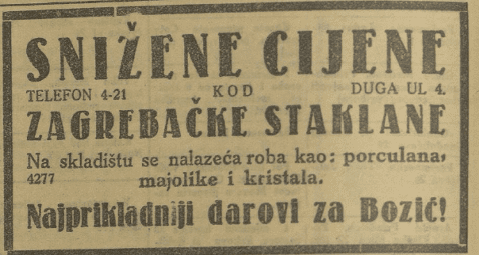 SNIŽENE CIJENE
TELEFON 4-21 KOD DUGA UL 4.
ZAGREBAČKE STAKLANE
Na skladištu se nalazeća roba kao: porculana,
4277 majolike i kristala.
Najprikladniji darovi za Božić!